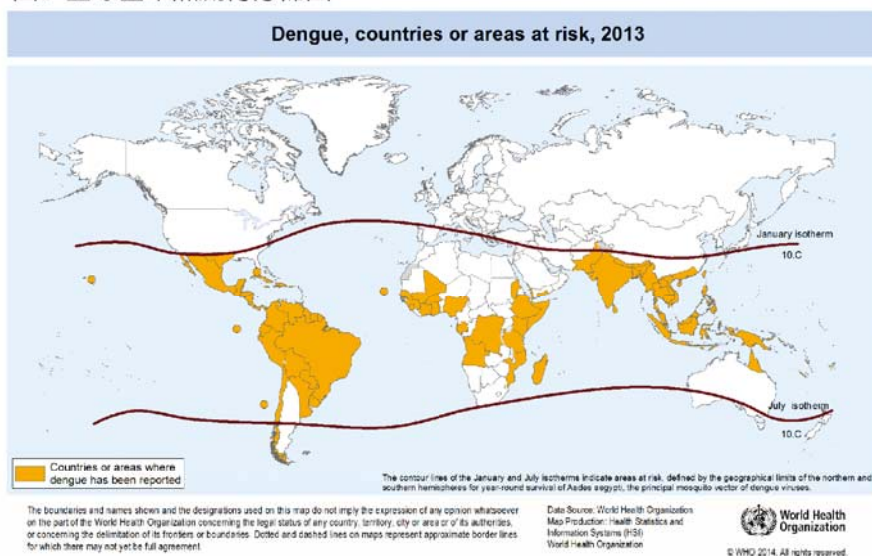 Dengue, countries or areas at risk, 2013
January isotherm
10.C
July isotherm
10.C
Countries or areas where
dengue has been reported
The contour lines of the January and July isotherms indicate areas at risk, defined by the geographical limits of the northern and
southern hemispheres for year-round survival of Aedes aegypti, the principal mosquito vector of dengue viruses.
The boundaries and names shown and the designations used on this map do not imply the expression of any opinion whatsoever
on the part of the World Health Organization concerning the legal status of any country, territory, city or area or of its authorities,
or concerning the delimitation of its frontiers or boundaries. Dotted and dashed lines on maps represent approximate border lines
for which there may not yet be full agreement.
Data Source: World Health Organization
Map Production: Health Statistics and
Information Systems (HSI)
World Health Organization
World Health
Organization
© WHO 2014. All rights reserved.